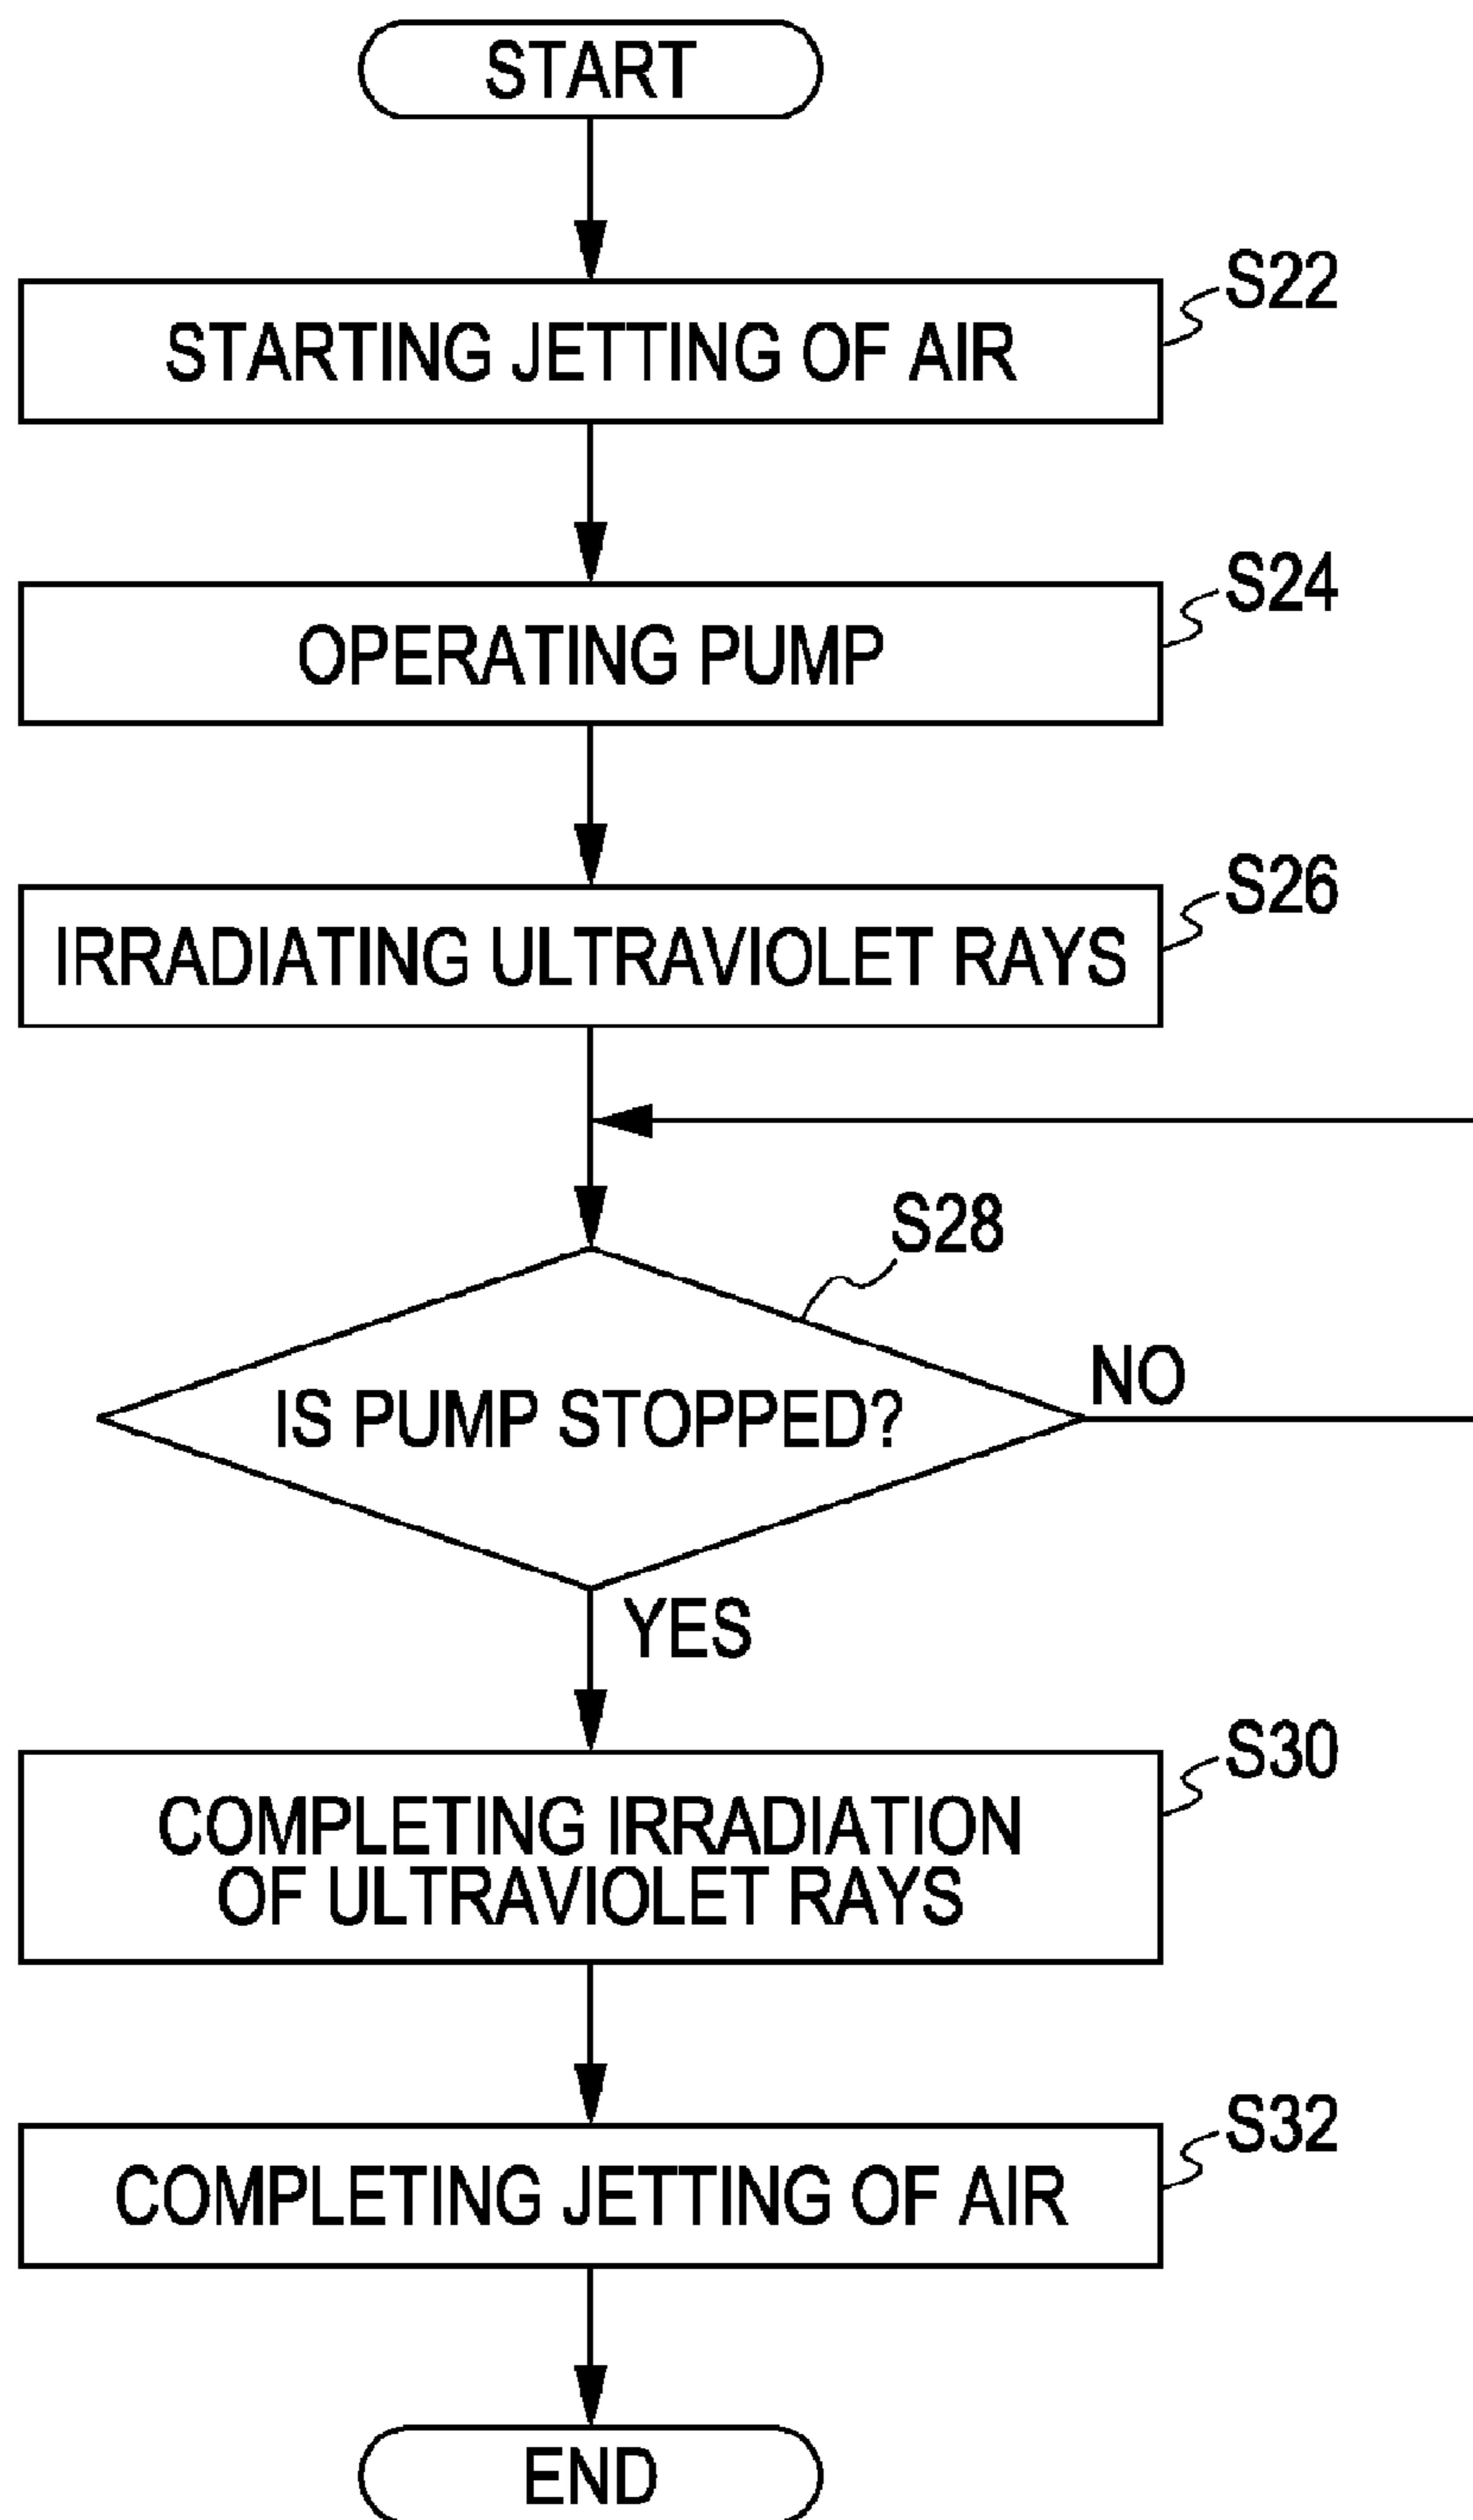 START
S22
STARTING JETTING OF AIR
S24
OPERATING PUMP
S26
IRRADIATING ULTRAVIOLET RAYS
S28
IS PUMP STOPPED?
NO
YES
S30
COMPLETING IRRADIATION
OF ULTRAVIOLET RAYS
S32
COMPLETING JETTING OF AIR
END